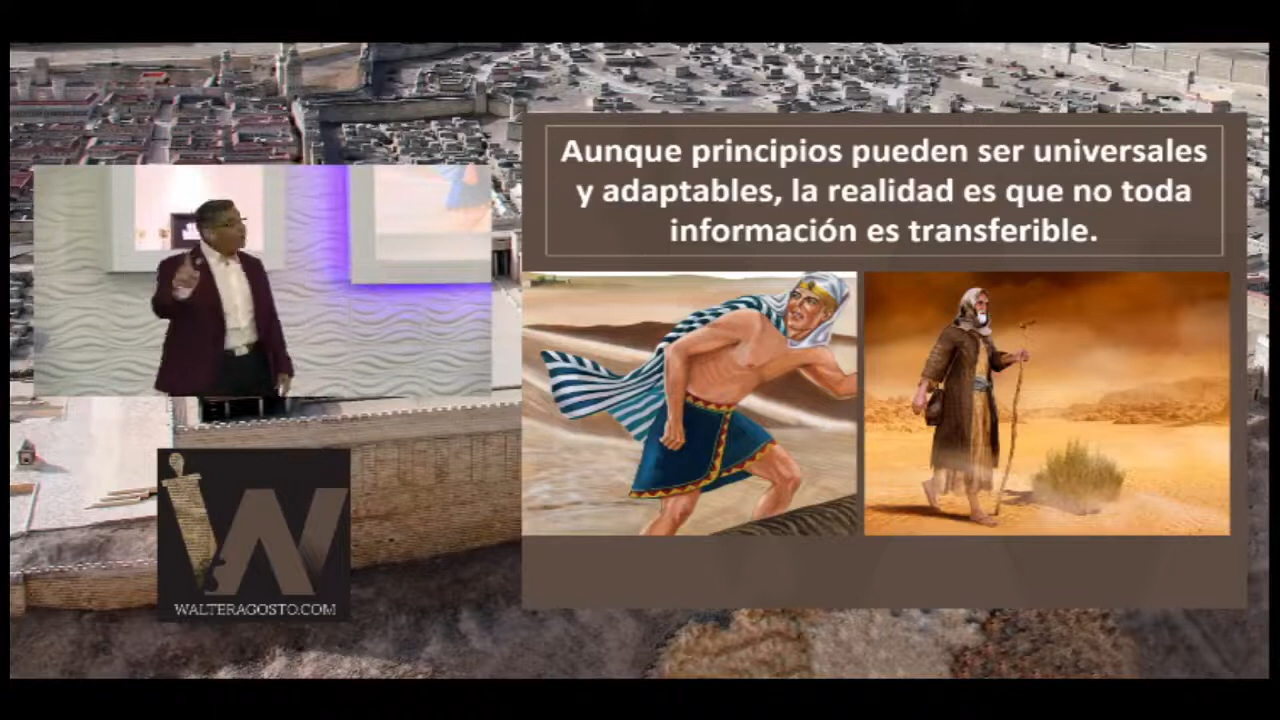 Aunque principios pueden ser universales
y adaptables, la realidad es que no toda
información es transferible.
W
WALTERAGOSTO.COM